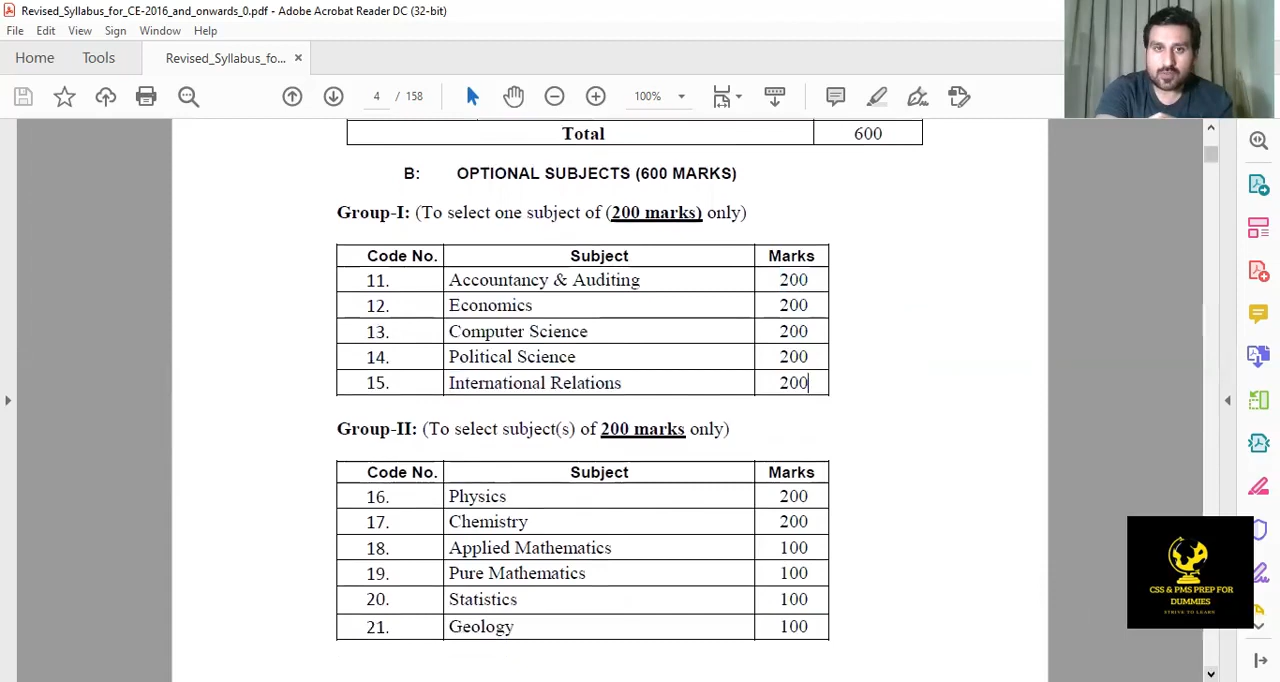 Revised_Syllabus_for_CE-2016_and_onwards_0.pdf - Adobe Acrobat Reader DC (32-bit)
File Edit View Sign Window Help
Home Tools Revised_Syllabus_fo... ×
4 / 158 100%
Total 600
B: OPTIONAL SUBJECTS (600 MARKS)
Group-I: (To select one subject of (200 marks) only)
Code No. Subject Marks
11. Accountancy & Auditing 200
12. Economics 200
13. Computer Science 200
14. Political Science 200
15. International Relations 200
Group-II: (To select subject(s) of 200 marks only)
Code No. Subject Marks
16. Physics 200
17. Chemistry 200
18. Applied Mathematics 100
19. Pure Mathematics 100
20. Statistics 100
21. Geology 100
CSS & PMS PREP FOR
DUMMIES
STRIVE TO LEARN